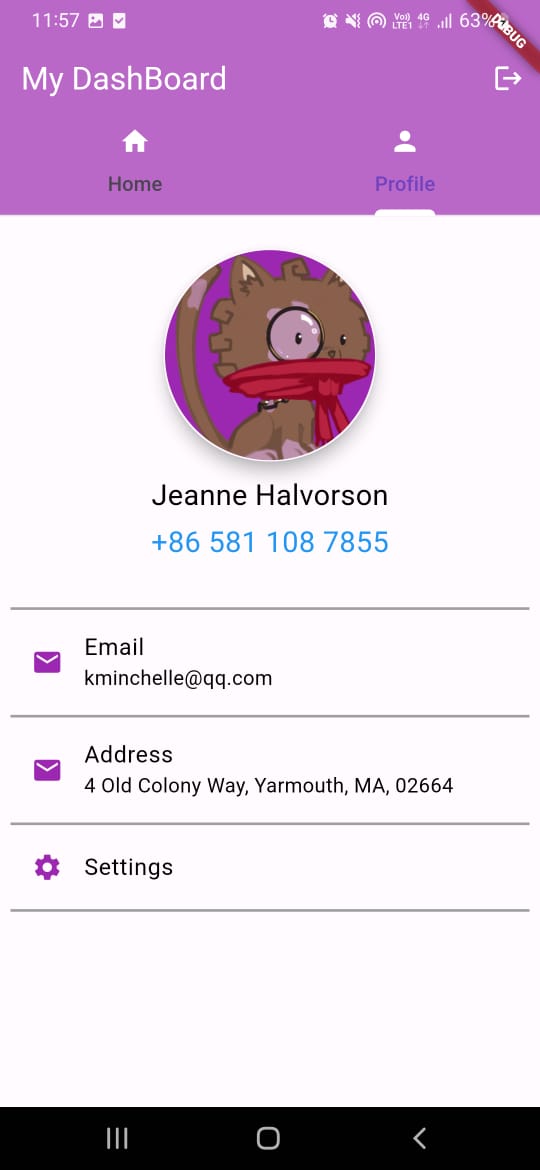 11:57 Vo)) LTE1 4G 63%
DEBUG
My DashBoard
Home Profile
Jeanne Halvorson
+86 581 108 7855
Email
kminchelle@qq.com
Address
4 Old Colony Way, Yarmouth, MA, 02664
Settings